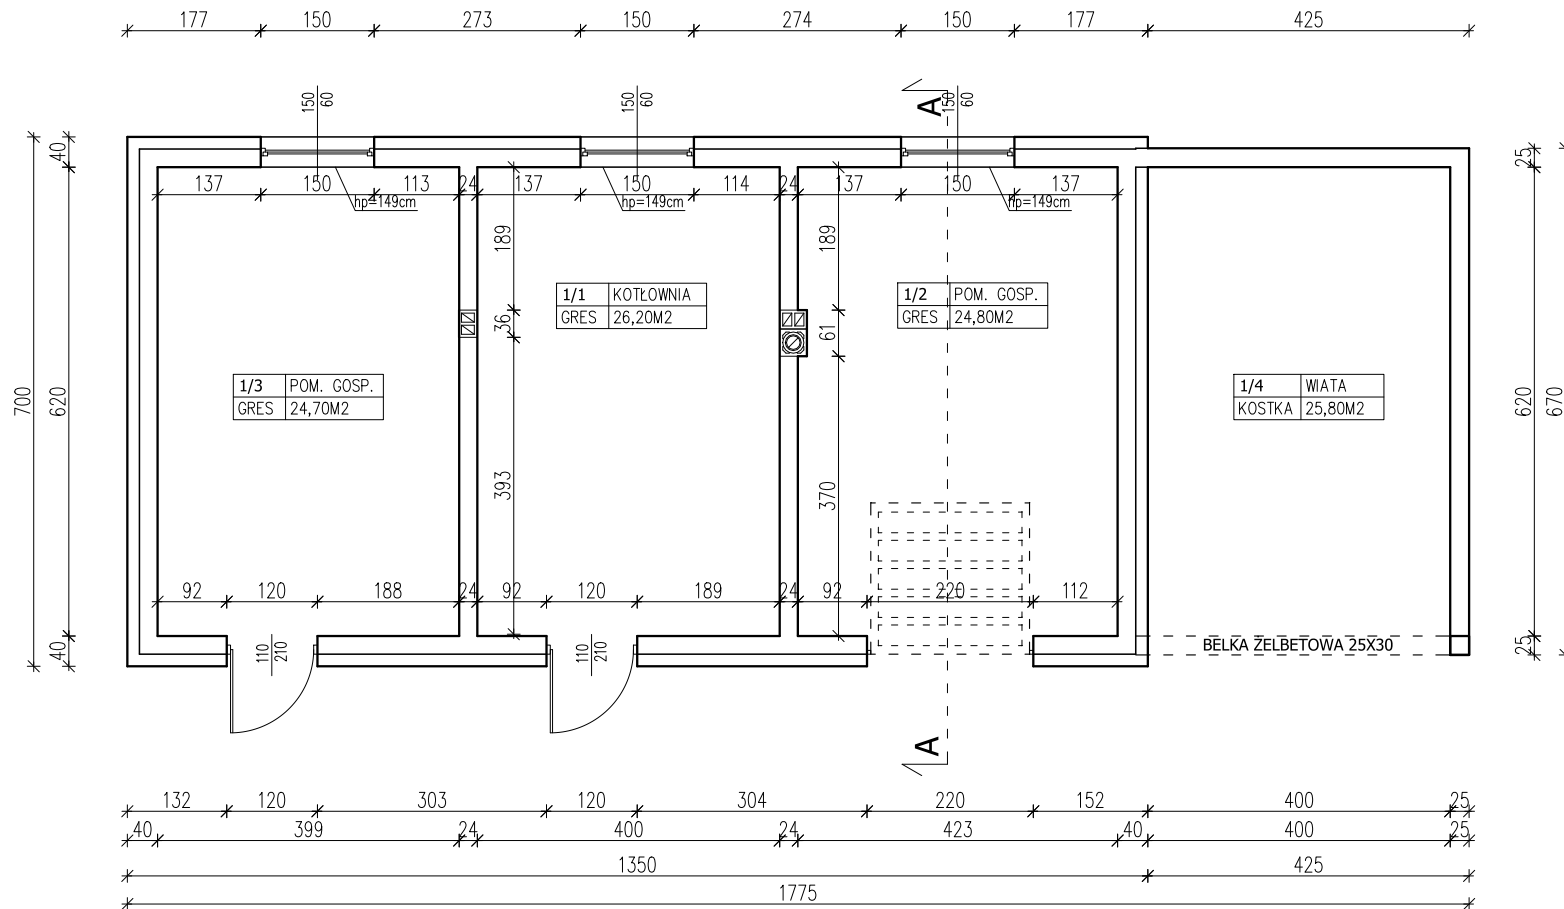 177 150 273 150 274 150 177 425
150 60 150 60 150 60
A
40 25
137 150 113 24 137 150 114 24 137 150 137
hp=149cm hp=149cm hp=149cm
189 189
1/1 KOTŁOWNIA
GRES 26,20M2
1/2 POM. GOSP.
GRES 24,80M2
36 61
1/3 POM. GOSP.
GRES 24,70M2
1/4 WIATA
KOSTKA 25,80M2
700 620 620 670
393 370
92 120 188 24 92 120 189 24 92 220 112
40 25
110 210 110 210
BELKA ŻELBETOWA 25X30
A
132 120 303 120 304 220 152 400 25
40 399 24 400 24 423 40 400 25
1350 425
1775